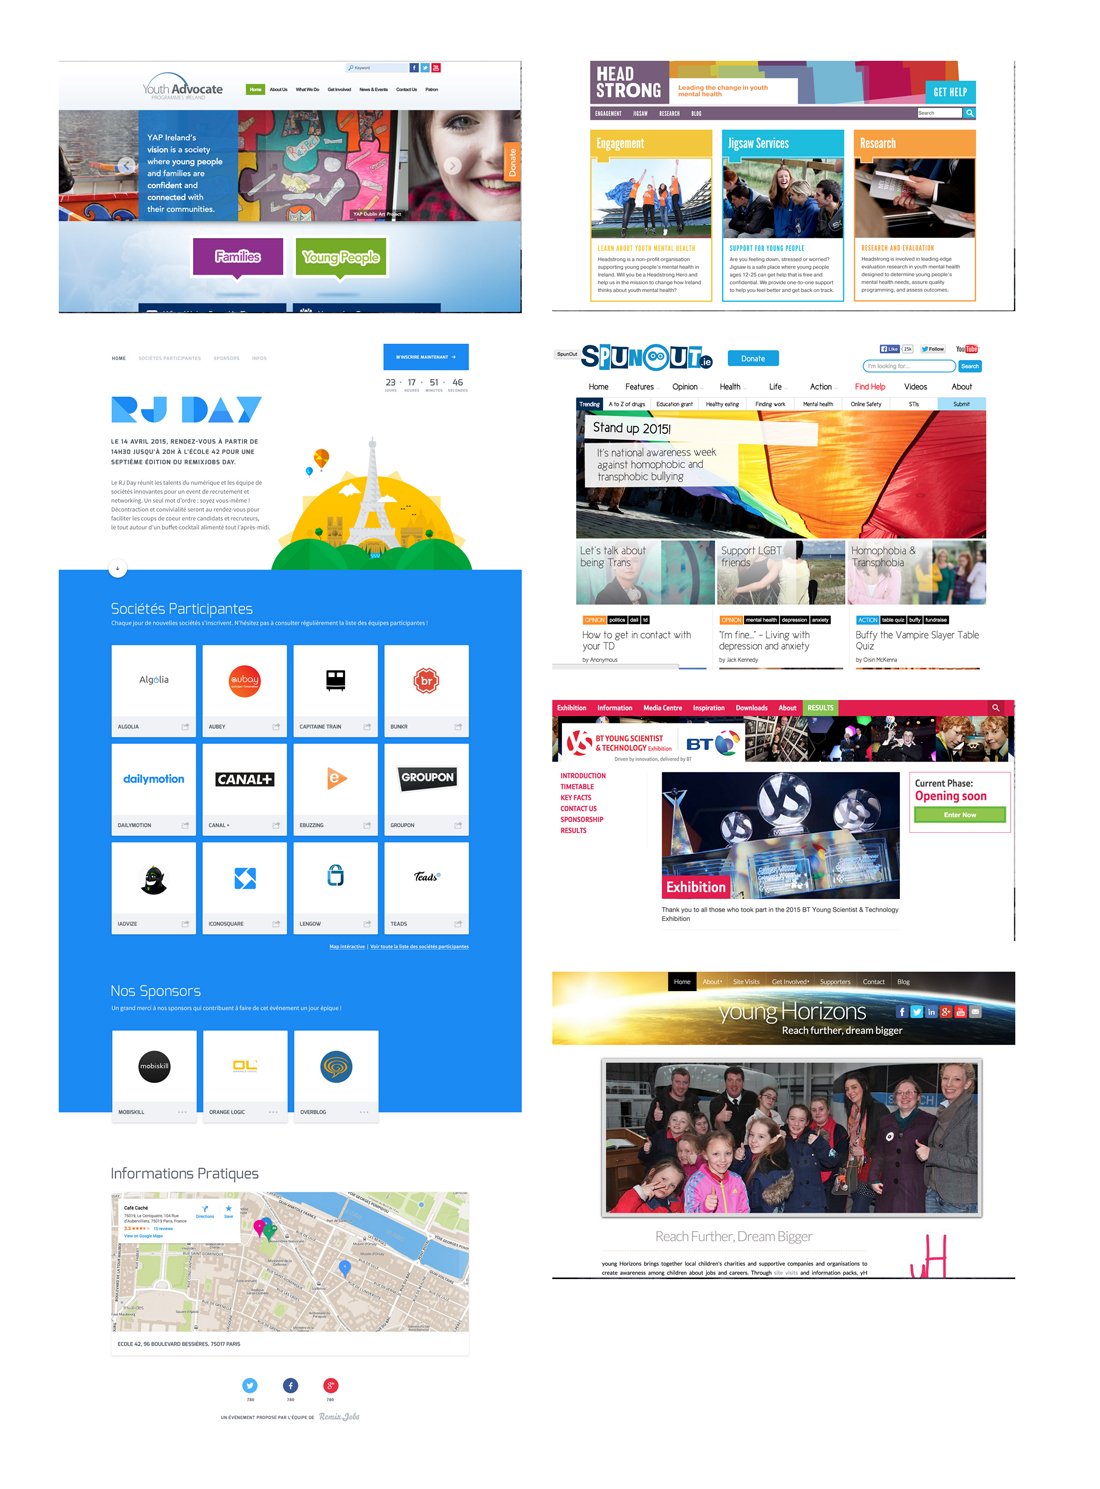 Keyword
Youth Advocate
PROGRAMMES IRELAND
Home About Us What We Do Get Involved News & Events Contact Us Patron
YAP Ireland's
vision is a society
where young people
and families are
confident and
connected with
their communities.
Donate
YAP Dublin Art Project
Families
Young People
HEAD
STRONG
Leading the change in youth
mental health
GET HELP
ENGAGEMENT JIGSAW RESEARCH BLOG
Search
Engagement
LEARN ABOUT YOUTH MENTAL HEALTH
Headstrong is a non-profit organisation
supporting young people's mental health in
Ireland. Will you be a Headstrong Hero and
help us in the mission to change how Ireland
thinks about youth mental health?
Jigsaw Services
SUPPORT FOR YOUNG PEOPLE
Are you feeling down, stressed or worried?
Jigsaw is a safe place where young people
ages 12-25 can get help that is free and
confidential. We provide one-to-one support
to help you feel better and get back on track.
Research
RESEARCH AND EVALUATION
Headstrong is involved in leading edge
evaluation research in youth mental health
designed to determine young people's
mental health needs, assure quality
programming, and assess outcomes.
HOME SOCIÉTÉS PARTICIPANTES SPONSORS INFOS
M'INSCRIRE MAINTENANT
23 · 17 · 51 · 46
JOURS HEURES MINUTES SECONDES
RJ DAY
LE 14 AVRIL 2015, RENDEZ-VOUS À PARTIR DE
14H30 JUSQU'À 20H À L'ÉCOLE 42 POUR UNE
SEPTIÈME ÉDITION DU REMIXJOBS DAY.
Le RJ Day réunit les talents du numérique et les équipe de
sociétés innovantes pour un event de recrutement et
networking. Un seul mot d'ordre : soyez vous-même !
Décontraction et convivialité seront au rendez-vous pour
faciliter les coups de coeur entre candidats et recruteurs,
le tout autour d'un buffet cocktail alimenté tout l'après-midi.
Sociétés Participantes
Chaque jour de nouvelles sociétés s'inscrivent. N'hésitez pas à consulter régulièrement la liste des équipes participantes !
Algolia
aubay
br
ALGOLIA AUBEY CAPITAINE TRAIN BUNKR
dailymotion
CANAL+
e
GROUPON
DAILYMOTION CANAL + EBUZZING GROUPON
Teads
IADVIZE ICONOSQUARE LENGOW TEADS
Map intéractive | Voir toute la liste des sociétés participantes
Nos Sponsors
Un grand merci à nos sponsors qui contribuent à faire de cet événement un jour épique !
mobiskill
OL
MOBISKILL ORANGE LOGIC OVERBLOG
Informations Pratiques
Café Caché
75019, Le Centquatre, 104 Rue
d'Aubervilliers, 75019 Paris, France
3.3 15 reviews
View on Google Maps
Directions Save
ECOLE 42, 96 BOULEVARD BESSIÈRES, 75017 PARIS
780 780 780
UN ÉVÉNEMENT PROPOSÉ PAR L'ÉQUIPE DE Remix Jobs
SpunOut
SPUNOUT.ie
Donate
Like 25k Follow YouTube
I'm looking for... Search
Home Features Opinion Health Life Action Find Help Videos About
Trending A to Z of drugs Education grant Healthy eating Finding work Mental health Online Safety STIs Submit
Stand up 2015!
It's national awareness week
against homophobic and
transphobic bullying
Let's talk about
being Trans
Support LGBT
friends
Homophobia &
Transphobia
OPINION politics dail td
How to get in contact with
your TD
by Anonymous
OPINION mental health depression anxiety
"I'm fine..." – Living with
depression and anxiety
by Jack Kennedy
ACTION table quiz buffy fundraise
Buffy the Vampire Slayer Table
Quiz
by Oisin McKenna
Exhibition Information Media Centre Inspiration Downloads About RESULTS
BT YOUNG SCIENTIST
& TECHNOLOGY Exhibition
BT
Driven by innovation, delivered by BT
INTRODUCTION
TIMETABLE
KEY FACTS
CONTACT US
SPONSORSHIP
RESULTS
Exhibition
Thank you to all those who took part in the 2015 BT Young Scientist & Technology
Exhibition
Current Phase:
Opening soon
Enter Now
Home About Site Visits Get Involved Supporters Contact Blog
young Horizons
Reach further, dream bigger
Reach Further, Dream Bigger
young Horizons brings together local children's charities and supportive companies and organisations to
create awareness among children about jobs and careers. Through site visits and information packs, yH
yH